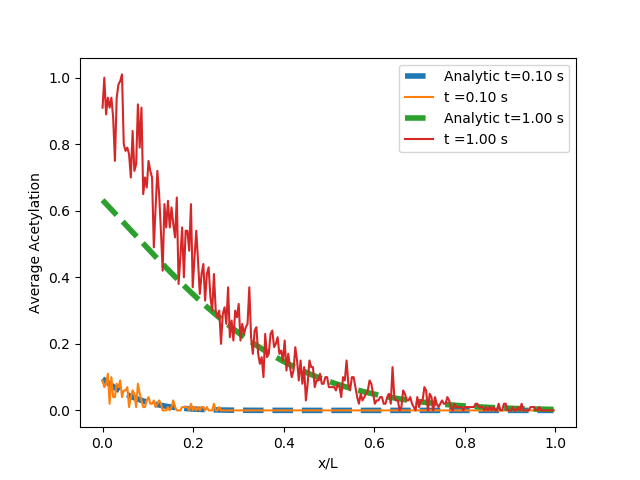 Analytic t=0.10 s
t =0.10 s
Analytic t=1.00 s
t =1.00 s
1.0
0.8
0.6
0.4
0.2
0.0
Average Acetylation
0.0 0.2 0.4 0.6 0.8 1.0
x/L